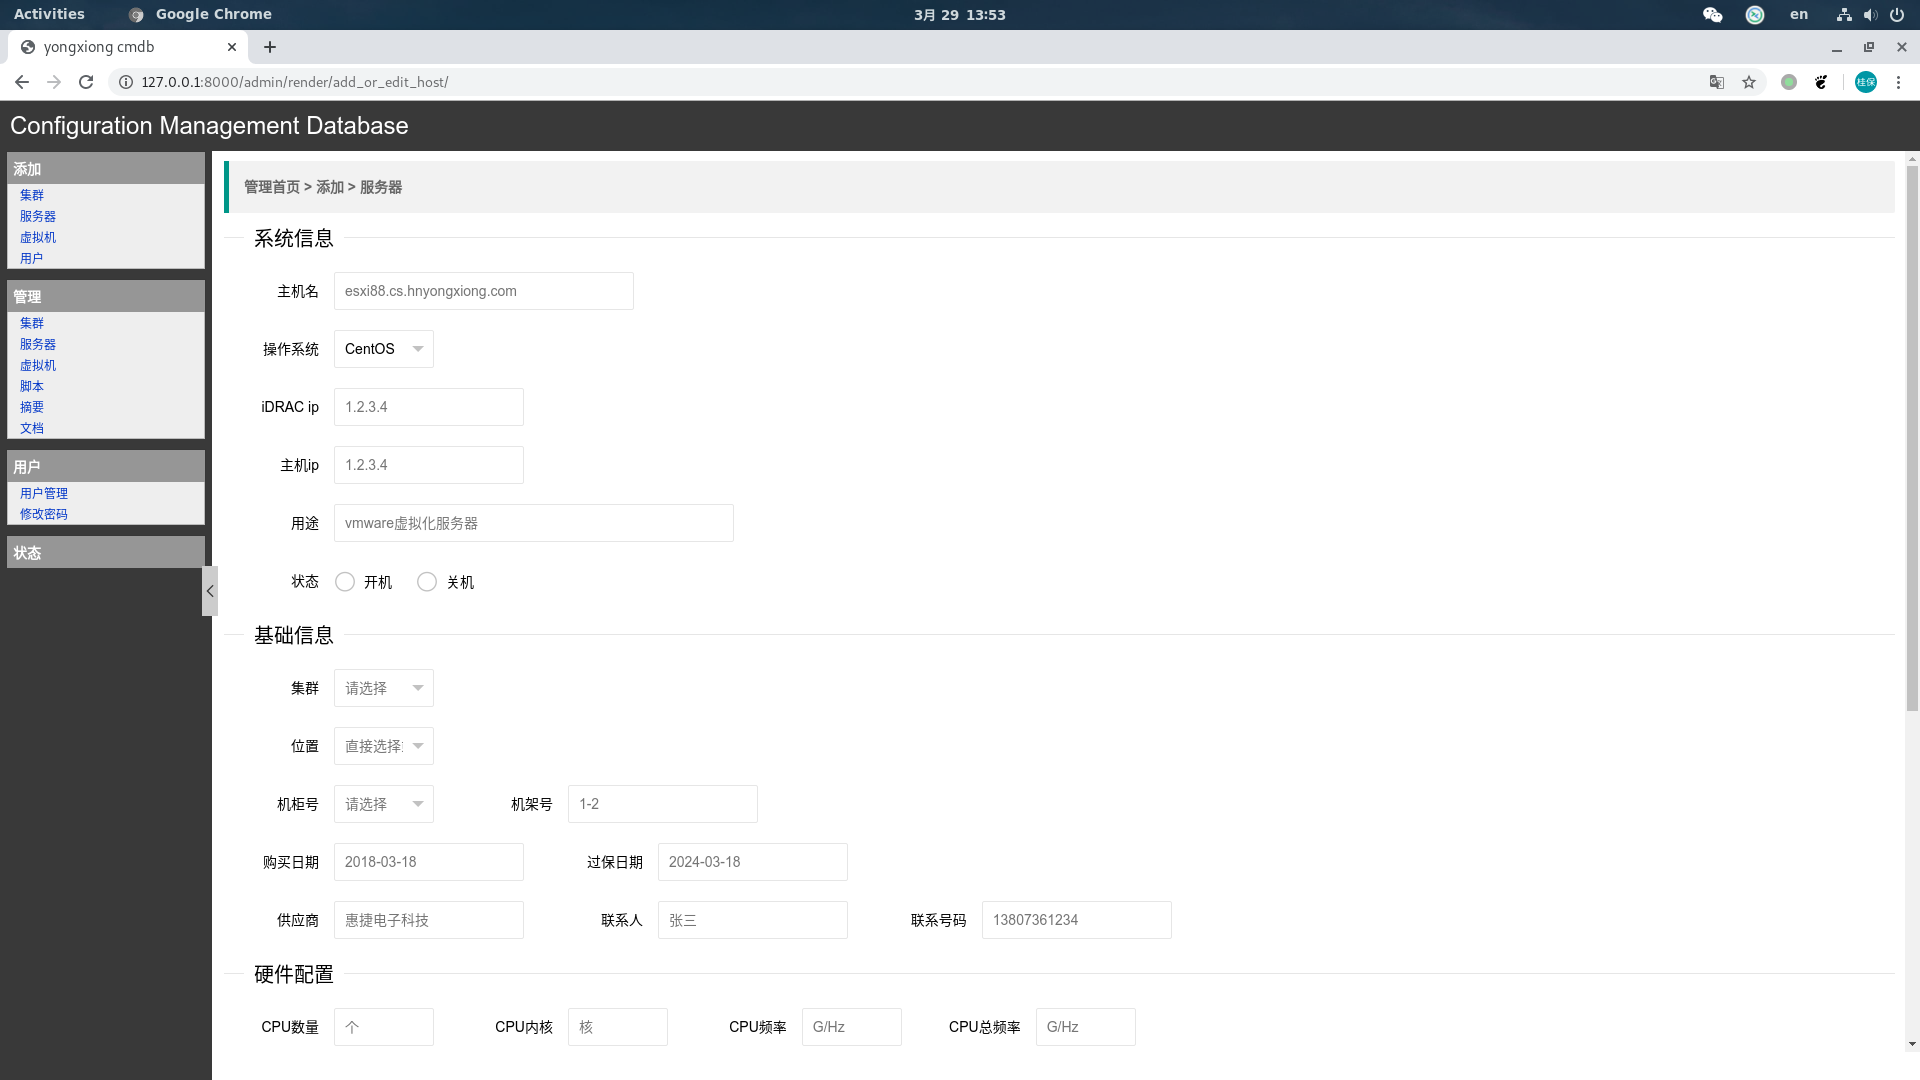 Activities Google Chrome 3月 29 13:53 en
yongxiong cmdb
127.0.0.1:8000/admin/render/add_or_edit_host/ 桂保
Configuration Management Database
添加
集群
服务器
虚拟机
用户
管理
集群
服务器
虚拟机
脚本
摘要
文档
用户
用户管理
修改密码
状态
管理首页 > 添加 > 服务器
系统信息
主机名 esxi88.cs.hnyongxiong.com
操作系统 CentOS
iDRAC ip 1.2.3.4
主机ip 1.2.3.4
用途 vmware虚拟化服务器
状态 开机 关机
基础信息
集群 请选择
位置 直接选择
机柜号 请选择 机架号 1-2
购买日期 2018-03-18 过保日期 2024-03-18
供应商 惠捷电子科技 联系人 张三 联系号码 13807361234
硬件配置
CPU数量 个 CPU内核 核 CPU频率 G/Hz CPU总频率 G/Hz